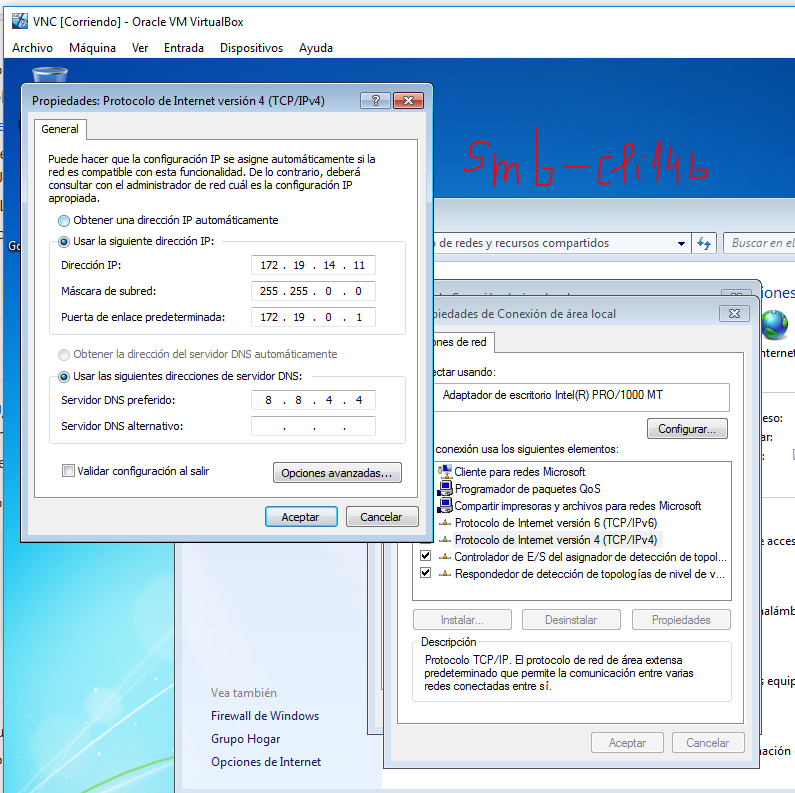 VNC [Corriendo] - Oracle VM VirtualBox
Archivo Máquina Ver Entrada Dispositivos Ayuda
Propiedades: Protocolo de Internet versión 4 (TCP/IPv4)
General
Puede hacer que la configuración IP se asigne automáticamente si la
red es compatible con esta funcionalidad. De lo contrario, deberá
consultar con el administrador de red cuál es la configuración IP
apropiada.
Obtener una dirección IP automáticamente
Usar la siguiente dirección IP:
Dirección IP: 172 . 19 . 14 . 11
Máscara de subred: 255 . 255 . 0 . 0
Puerta de enlace predeterminada: 172 . 19 . 0 . 1
Obtener la dirección del servidor DNS automáticamente
Usar las siguientes direcciones de servidor DNS:
Servidor DNS preferido: 8 . 8 . 4 . 4
Servidor DNS alternativo: . . .
Validar configuración al salir
Opciones avanzadas...
Aceptar Cancelar
smb-cli14b
Go
o de redes y recursos compartidos
Buscar en el
iones
nternet
piedades de Conexión de área local
ones de red
ectar usando:
Adaptador de escritorio Intel(R) PRO/1000 MT
Configurar...
conexión usa los siguientes elementos:
Cliente para redes Microsoft
Programador de paquetes QoS
Compartir impresoras y archivos para redes Microsoft
Protocolo de Internet versión 6 (TCP/IPv6)
Protocolo de Internet versión 4 (TCP/IPv4)
Controlador de E/S del asignador de detección de topol...
Respondedor de detección de topologías de nivel de v...
Instalar... Desinstalar Propiedades
Descripción
Protocolo TCP/IP. El protocolo de red de área extensa
predeterminado que permite la comunicación entre varias
redes conectadas entre sí.
Aceptar Cancelar
eso:
ar:
e acces
nalámb
s equip
nación
Vea también
Firewall de Windows
Grupo Hogar
Opciones de Internet